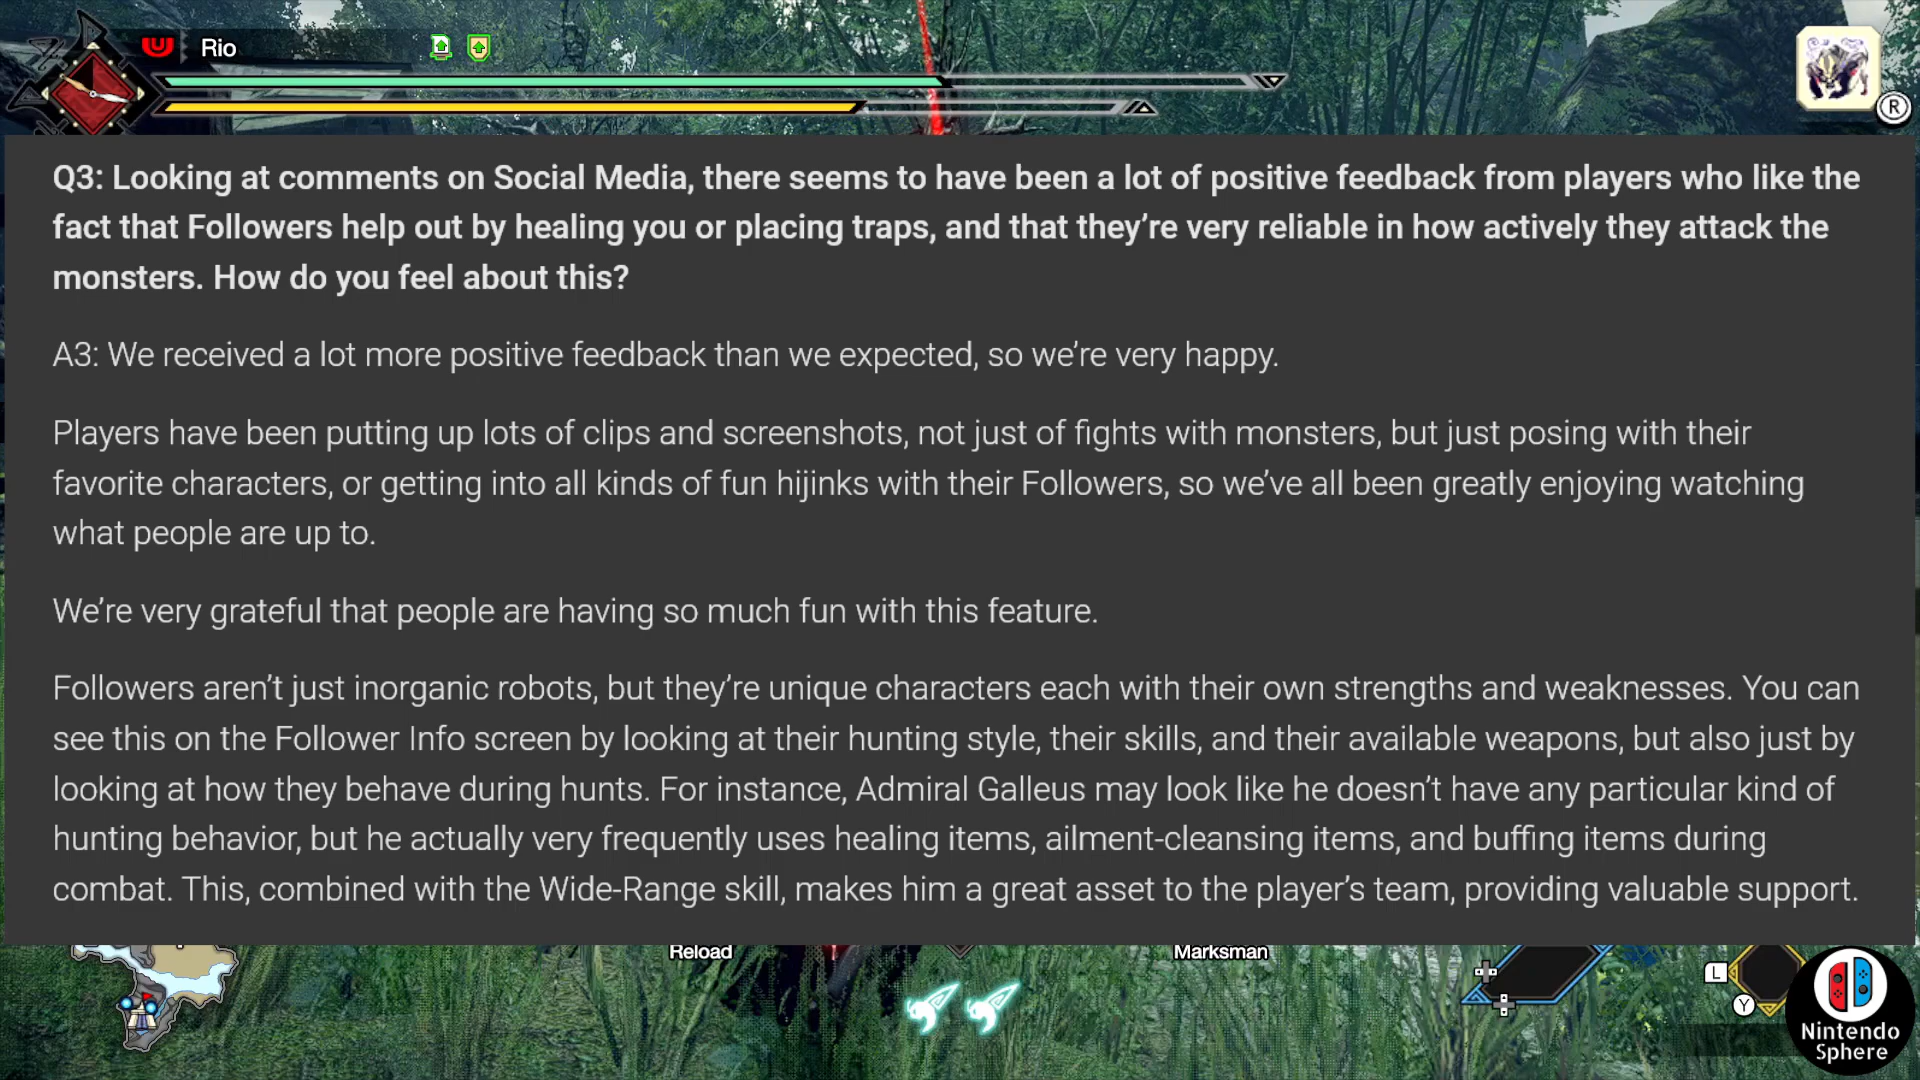 Rio
R
Q3: Looking at comments on Social Media, there seems to have been a lot of positive feedback from players who like the
fact that Followers help out by healing you or placing traps, and that they’re very reliable in how actively they attack the
monsters. How do you feel about this?
A3: We received a lot more positive feedback than we expected, so we’re very happy.
Players have been putting up lots of clips and screenshots, not just of fights with monsters, but just posing with their
favorite characters, or getting into all kinds of fun hijinks with their Followers, so we’ve all been greatly enjoying watching
what people are up to.
We’re very grateful that people are having so much fun with this feature.
Followers aren’t just inorganic robots, but they’re unique characters each with their own strengths and weaknesses. You can
see this on the Follower Info screen by looking at their hunting style, their skills, and their available weapons, but also just by
looking at how they behave during hunts. For instance, Admiral Galleus may look like he doesn’t have any particular kind of
hunting behavior, but he actually very frequently uses healing items, ailment-cleansing items, and buffing items during
combat. This, combined with the Wide-Range skill, makes him a great asset to the player’s team, providing valuable support.
Reload
Marksman
L
Y
Nintendo
Sphere